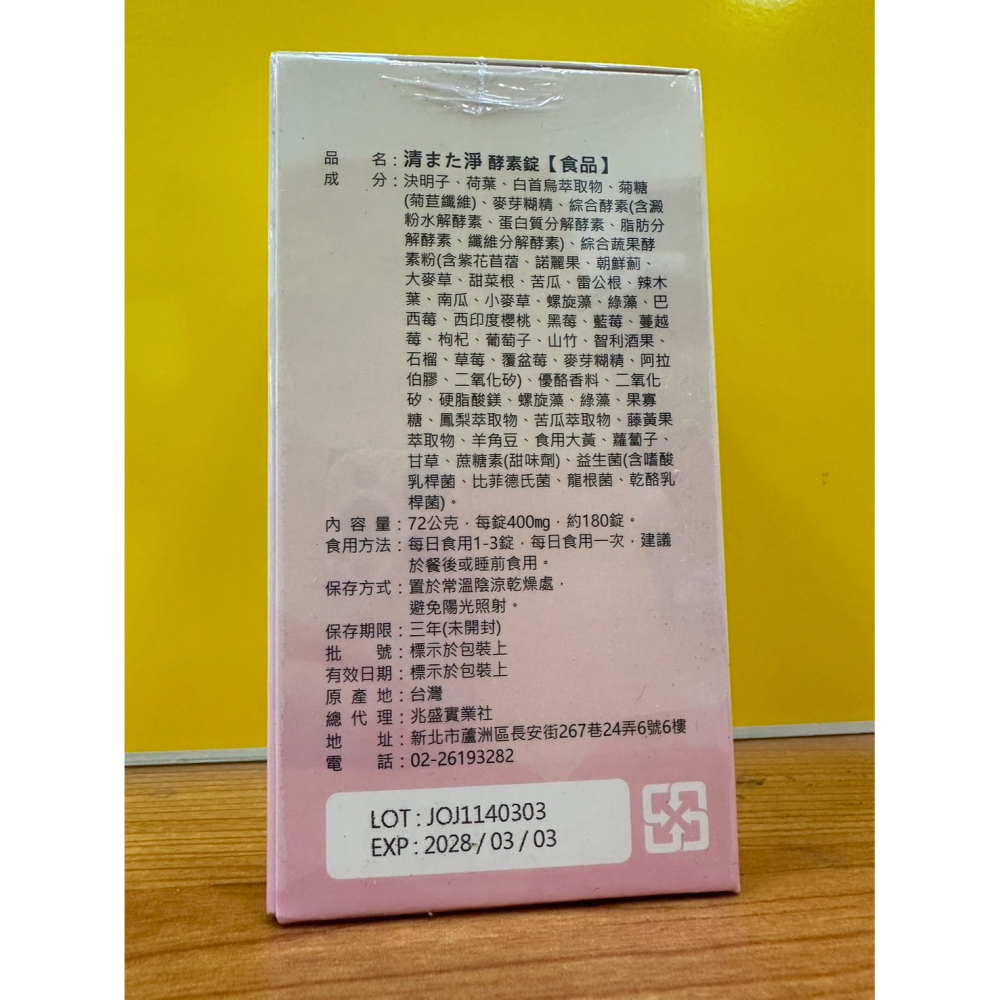 品名：清また淨 酵素錠【食品】
成分：決明子、荷葉、白首烏萃取物、菊糖
(菊苣纖維)、麥芽糊精、綜合酵素(含澱
粉水解酵素、蛋白質分解酵素、脂肪分
解酵素、纖維分解酵素)、綜合蔬果酵
素粉(含紫花苜蓿、諾麗果、朝鮮薊、
大麥草、甜菜根、苦瓜、雷公根、辣木
葉、南瓜、小麥草、螺旋藻、綠藻、巴
西莓、西印度櫻桃、黑莓、藍莓、蔓越
莓、枸杞、葡萄子、山竹、智利酒果、
石榴、草莓、覆盆莓、麥芽糊精、阿拉
伯膠、二氧化矽)、優酪香料、二氧化
矽、硬脂酸鎂、螺旋藻、綠藻、果寡
糖、鳳梨萃取物、苦瓜萃取物、藤黃果
萃取物、羊角豆、食用大黃、蘿蔔子、
甘草、蔗糖素(甜味劑)、益生菌(含嗜酸
乳桿菌、比菲德氏菌、龍根菌、乾酪乳
桿菌)。
內容量：72公克，每錠400mg，約180錠。
食用方法：每日食用1-3錠，每日食用一次，建議
於餐後或睡前食用。
保存方式：置於常溫陰涼乾燥處，
避免陽光照射。
保存期限：三年(未開封)
批號：標示於包裝上
有效日期：標示於包裝上
原產地：台灣
總代理：兆盛實業社
地址：新北市蘆洲區長安街267巷24弄6號6樓
電話：02-26193282
LOT : JOJ1140303
EXP : 2028 / 03 / 03